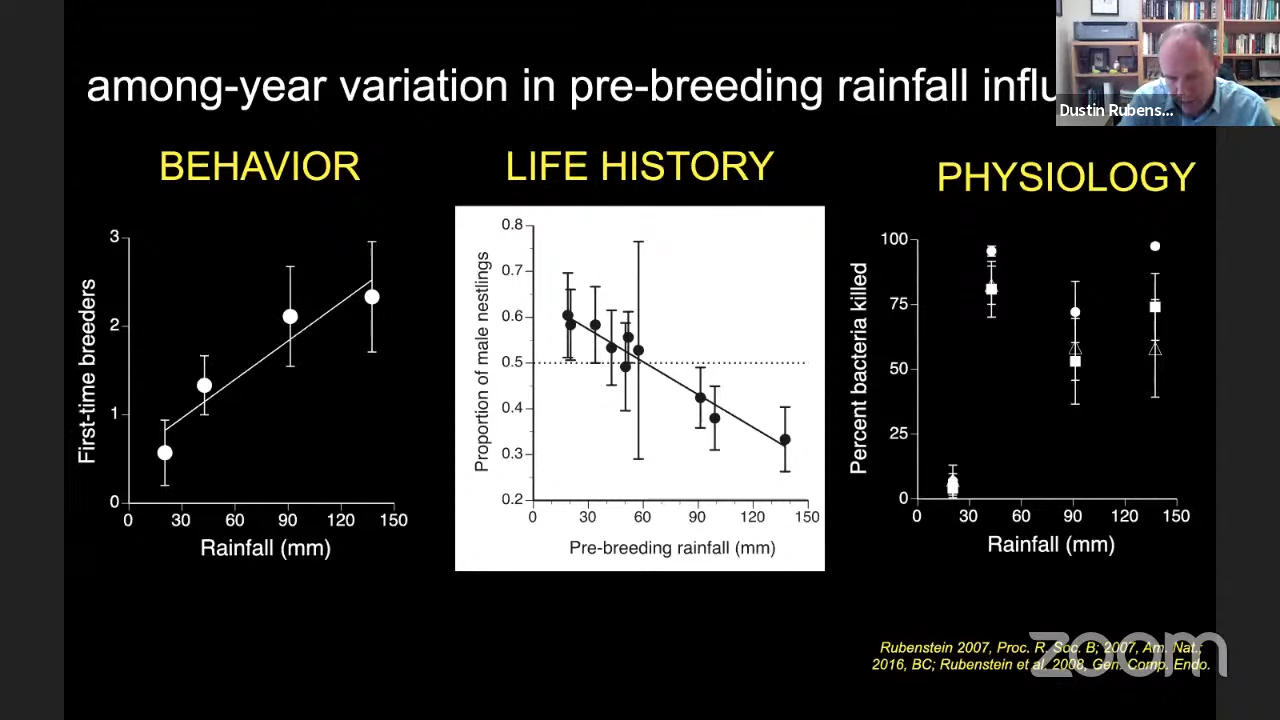 among-year variation in pre-breeding rainfall influ
Dustin Rubens...
BEHAVIOR
LIFE HISTORY
PHYSIOLOGY
First-time breeders
3
2
1
0
0 30 60 90 120 150
Rainfall (mm)
Proportion of male nestlings
0.8
0.7
0.6
0.5
0.4
0.3
0.2
0 30 60 90 120 150
Pre-breeding rainfall (mm)
Percent bacteria killed
100
75
50
25
0
0 30 60 90 120 150
Rainfall (mm)
Rubenstein 2007, Proc. R. Soc. B; 2007, Am. Nat.;
2016, BC; Rubenstein et al. 2008, Gen. Comp. Endo.
zoom